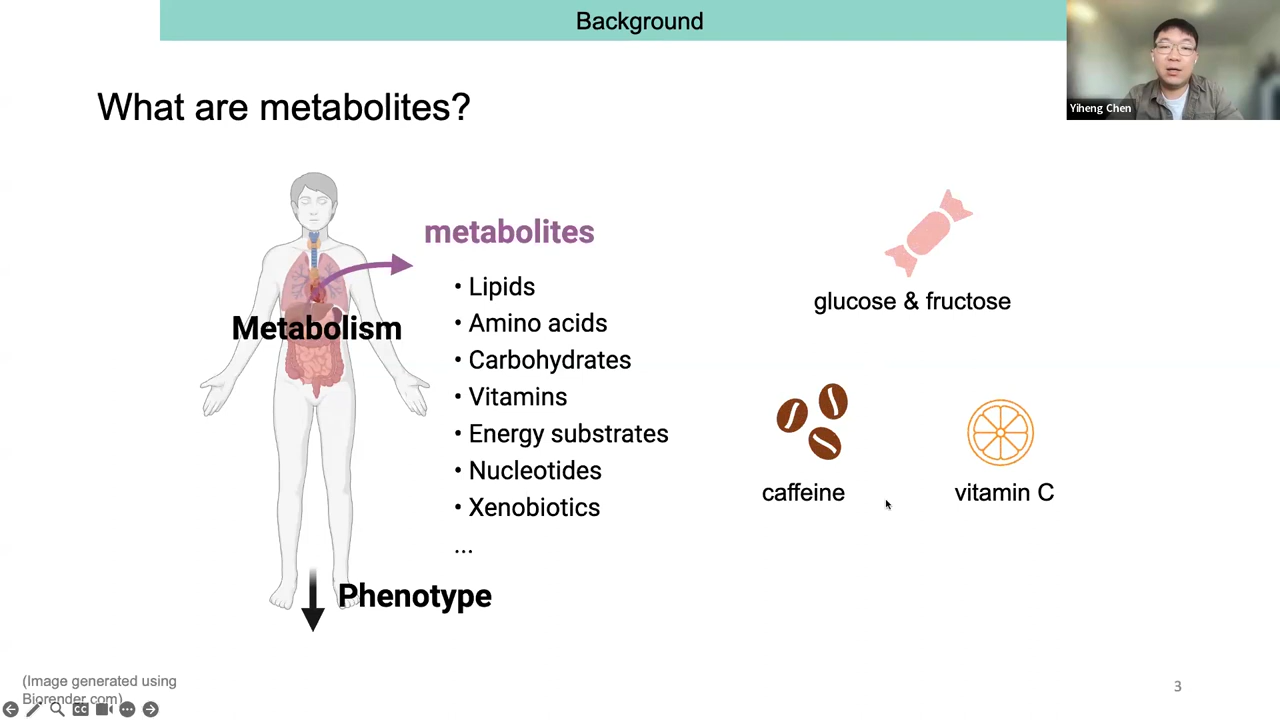 Background
Yiheng Chen
What are metabolites?
metabolites
• Lipids
• Amino acids
• Carbohydrates
• Vitamins
• Energy substrates
• Nucleotides
• Xenobiotics
...
Metabolism
Phenotype
glucose & fructose
caffeine
vitamin C
(Image generated using
Biorender.com)
CC
3